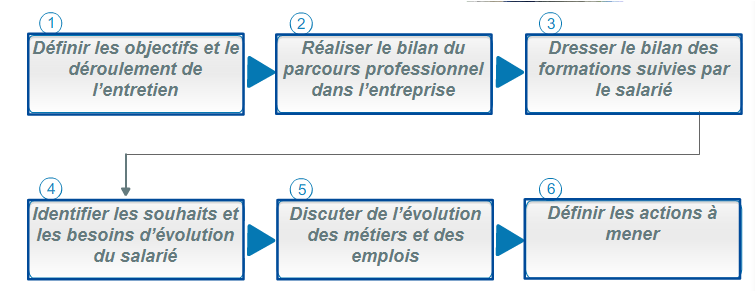 1
Définir les objectifs et le
déroulement de
l'entretien
2
Réaliser le bilan du
parcours professionnel
dans l'entreprise
3
Dresser le bilan des
formations suivies par
le salarié
4
Identifier les souhaits et
les besoins d'évolution
du salarié
5
Discuter de l'évolution
des métiers et des
emplois
6
Définir les actions à
mener